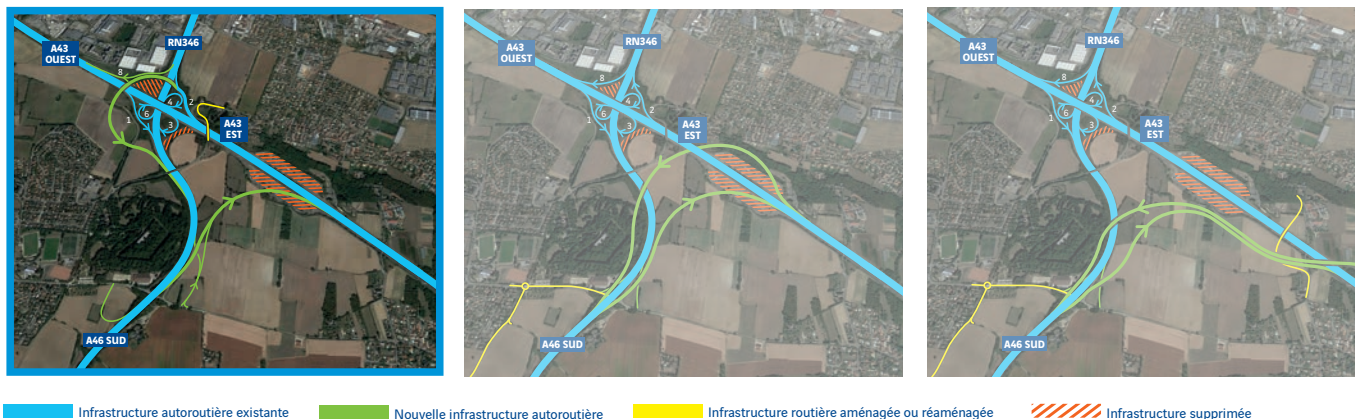 A43
OUEST
RN346
8
4
2
6
1
3
A43
EST
A46 SUD
A43
OUEST
RN346
8
4
2
6
1
3
A43
EST
A46 SUD
A43
OUEST
RN346
8
4
2
6
1
3
A43
EST
A46 SUD
Infrastructure autoroutière existante
Nouvelle infrastructure autoroutière
Infrastructure routière aménagée ou réaménagée
Infrastructure supprimée